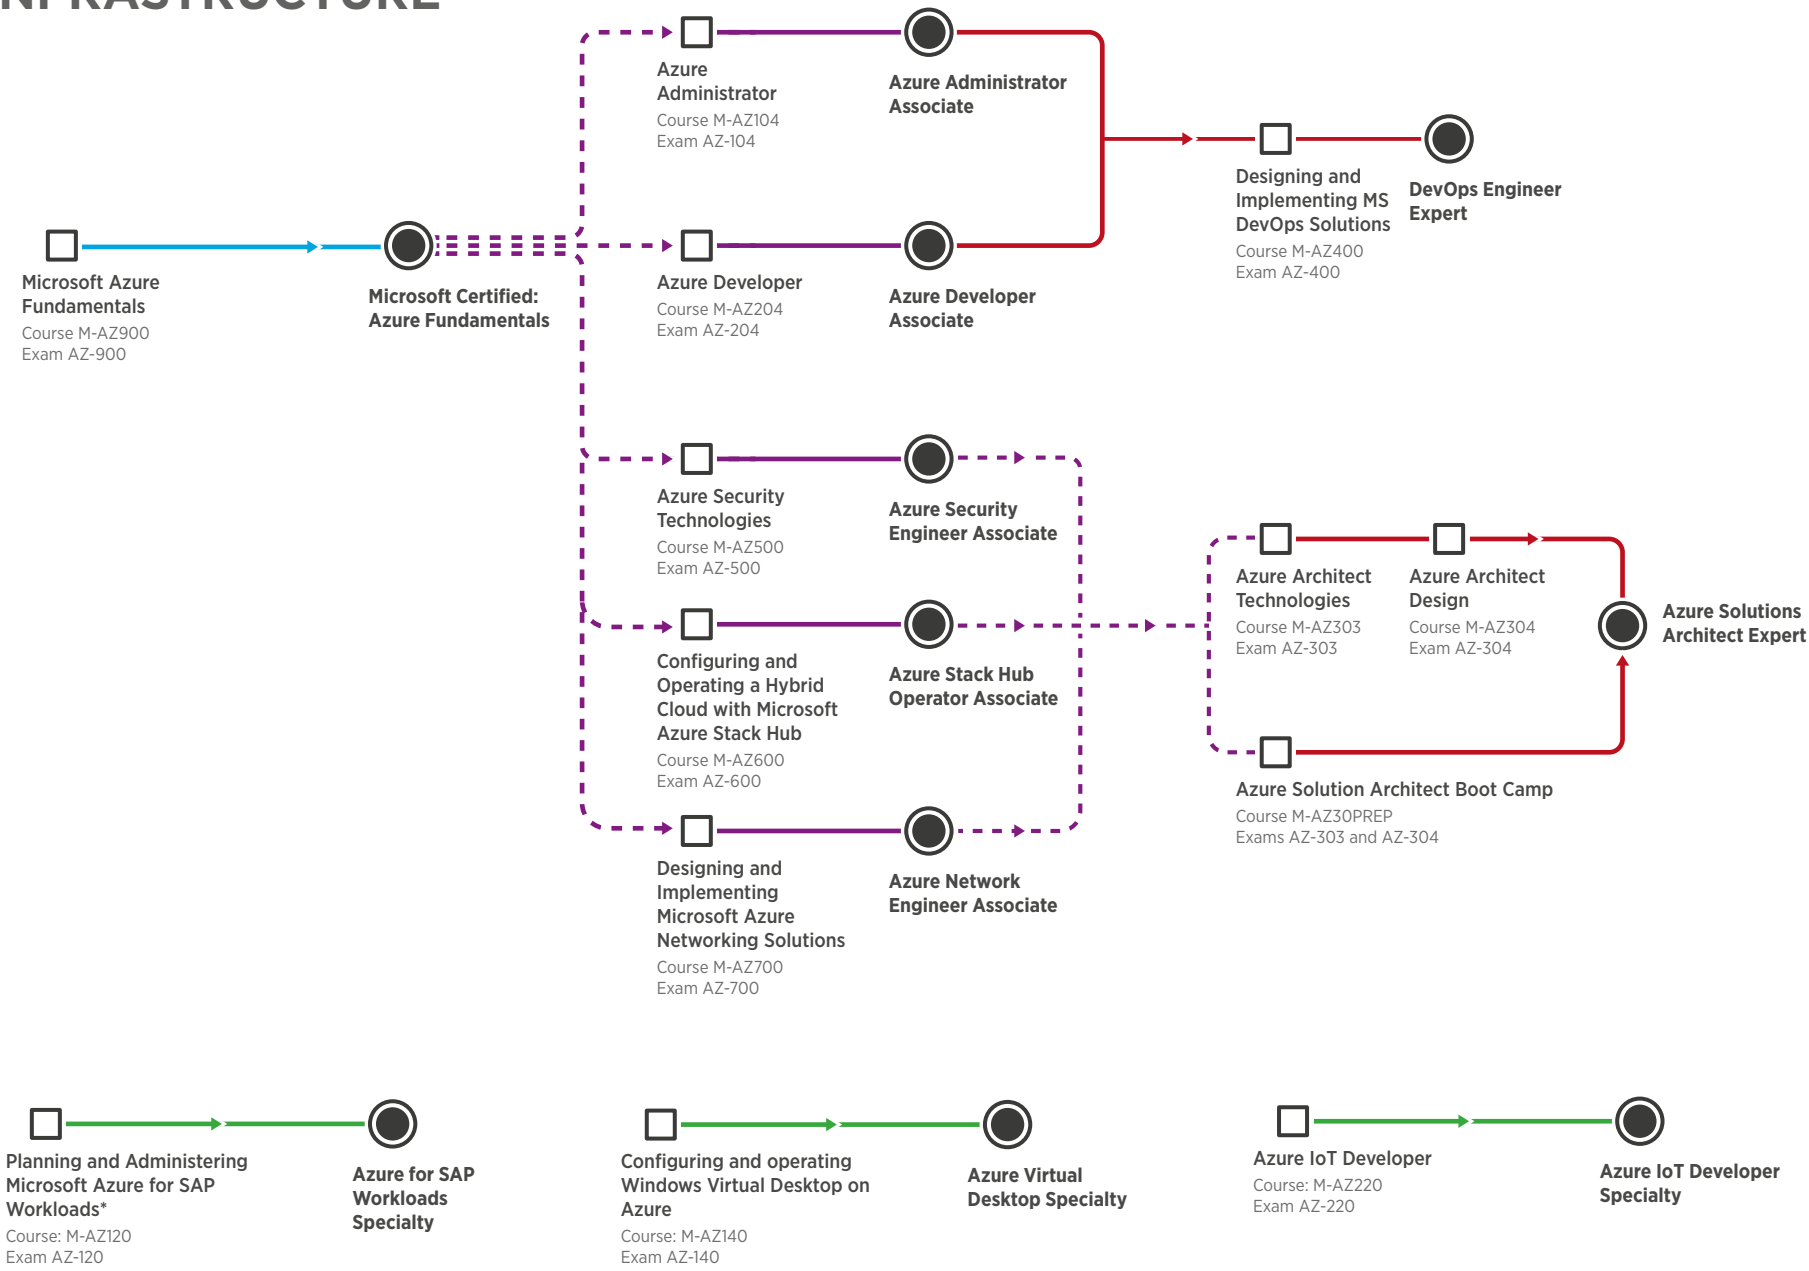 Azure
Administrator
Course M-AZ104
Exam AZ-104
Azure Administrator
Associate
Designing and
Implementing MS
DevOps Solutions
Course M-AZ400
Exam AZ-400
DevOps Engineer
Expert
Microsoft Azure
Fundamentals
Course M-AZ900
Exam AZ-900
Microsoft Certified:
Azure Fundamentals
Azure Developer
Course M-AZ204
Exam AZ-204
Azure Developer
Associate
Azure Security
Technologies
Course M-AZ500
Exam AZ-500
Azure Security
Engineer Associate
Azure Architect
Technologies
Course M-AZ303
Exam AZ-303
Azure Architect
Design
Course M-AZ304
Exam AZ-304
Azure Solutions
Architect Expert
Configuring and
Operating a Hybrid
Cloud with Microsoft
Azure Stack Hub
Course M-AZ600
Exam AZ-600
Azure Stack Hub
Operator Associate
Azure Solution Architect Boot Camp
Course M-AZ30PREP
Exams AZ-303 and AZ-304
Designing and
Implementing
Microsoft Azure
Networking Solutions
Course M-AZ700
Exam AZ-700
Azure Network
Engineer Associate
Planning and Administering
Microsoft Azure for SAP
Workloads*
Course: M-AZ120
Exam AZ-120
Azure for SAP
Workloads
Specialty
Configuring and operating
Windows Virtual Desktop on
Azure
Course: M-AZ140
Exam AZ-140
Azure Virtual
Desktop Specialty
Azure IoT Developer
Course: M-AZ220
Exam AZ-220
Azure IoT Developer
Specialty